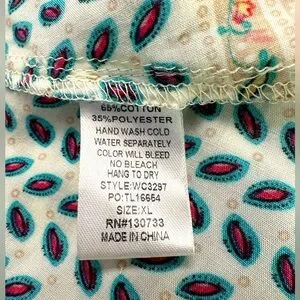 65%COTTON
35%POLYESTER
HAND WASH COLD
WATER SEPARATELY
COLOR WILL BLEED
NO BLEACH
HANG TO DRY
STYLE:WC3297
PO:TL16664
SIZE:XL
RN#130733
MADE IN CHINA